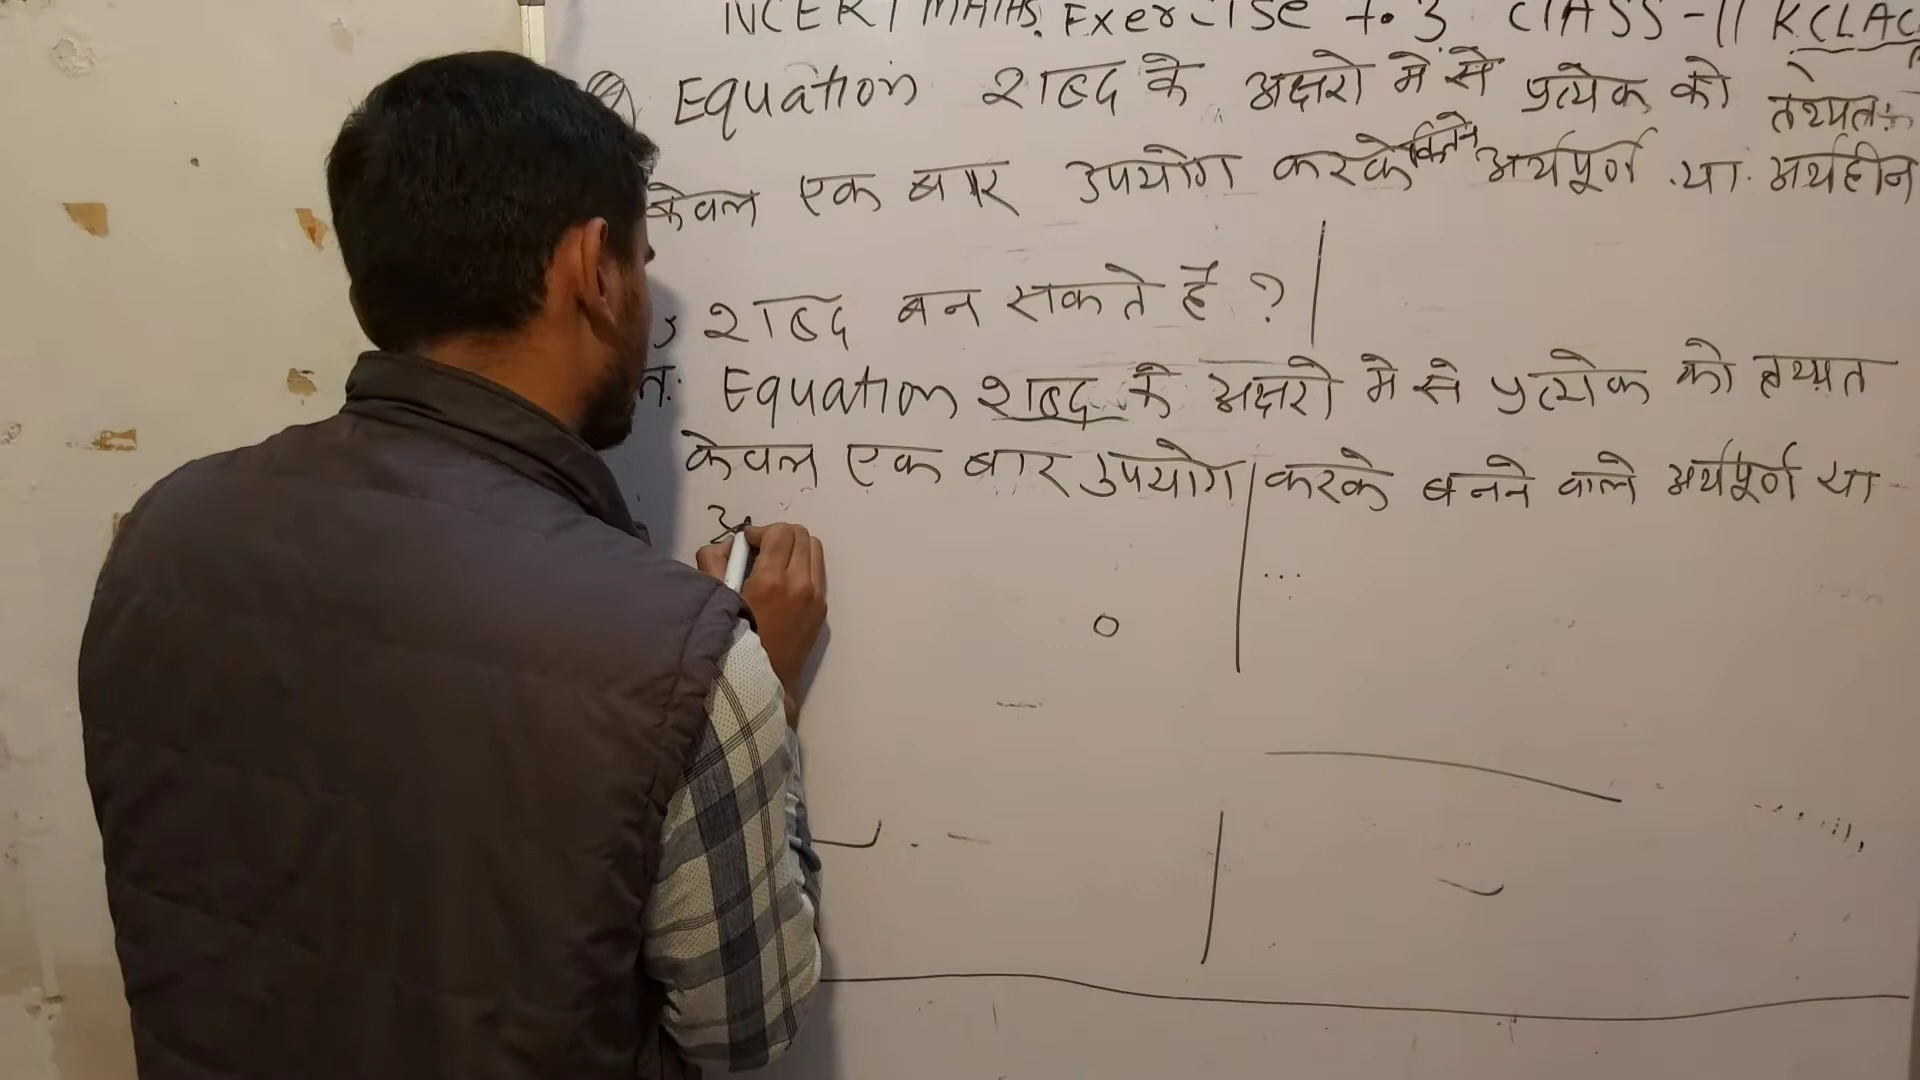 NCERT MATHS. Exercise 7.3 CLASS-11 KCLAC
Equation शब्द के अक्षरो मे से प्रत्येक को तथ्यतः
केवल एक बार उपयोग करके कितने अर्थपूर्ण या अर्थहीन
शब्द बन सकते है ?
Equation शब्द के अक्षरो मे से प्रत्येक को तथ्यत
केवल एक बार उपयोग करके बनने वाले अर्थपूर्ण या